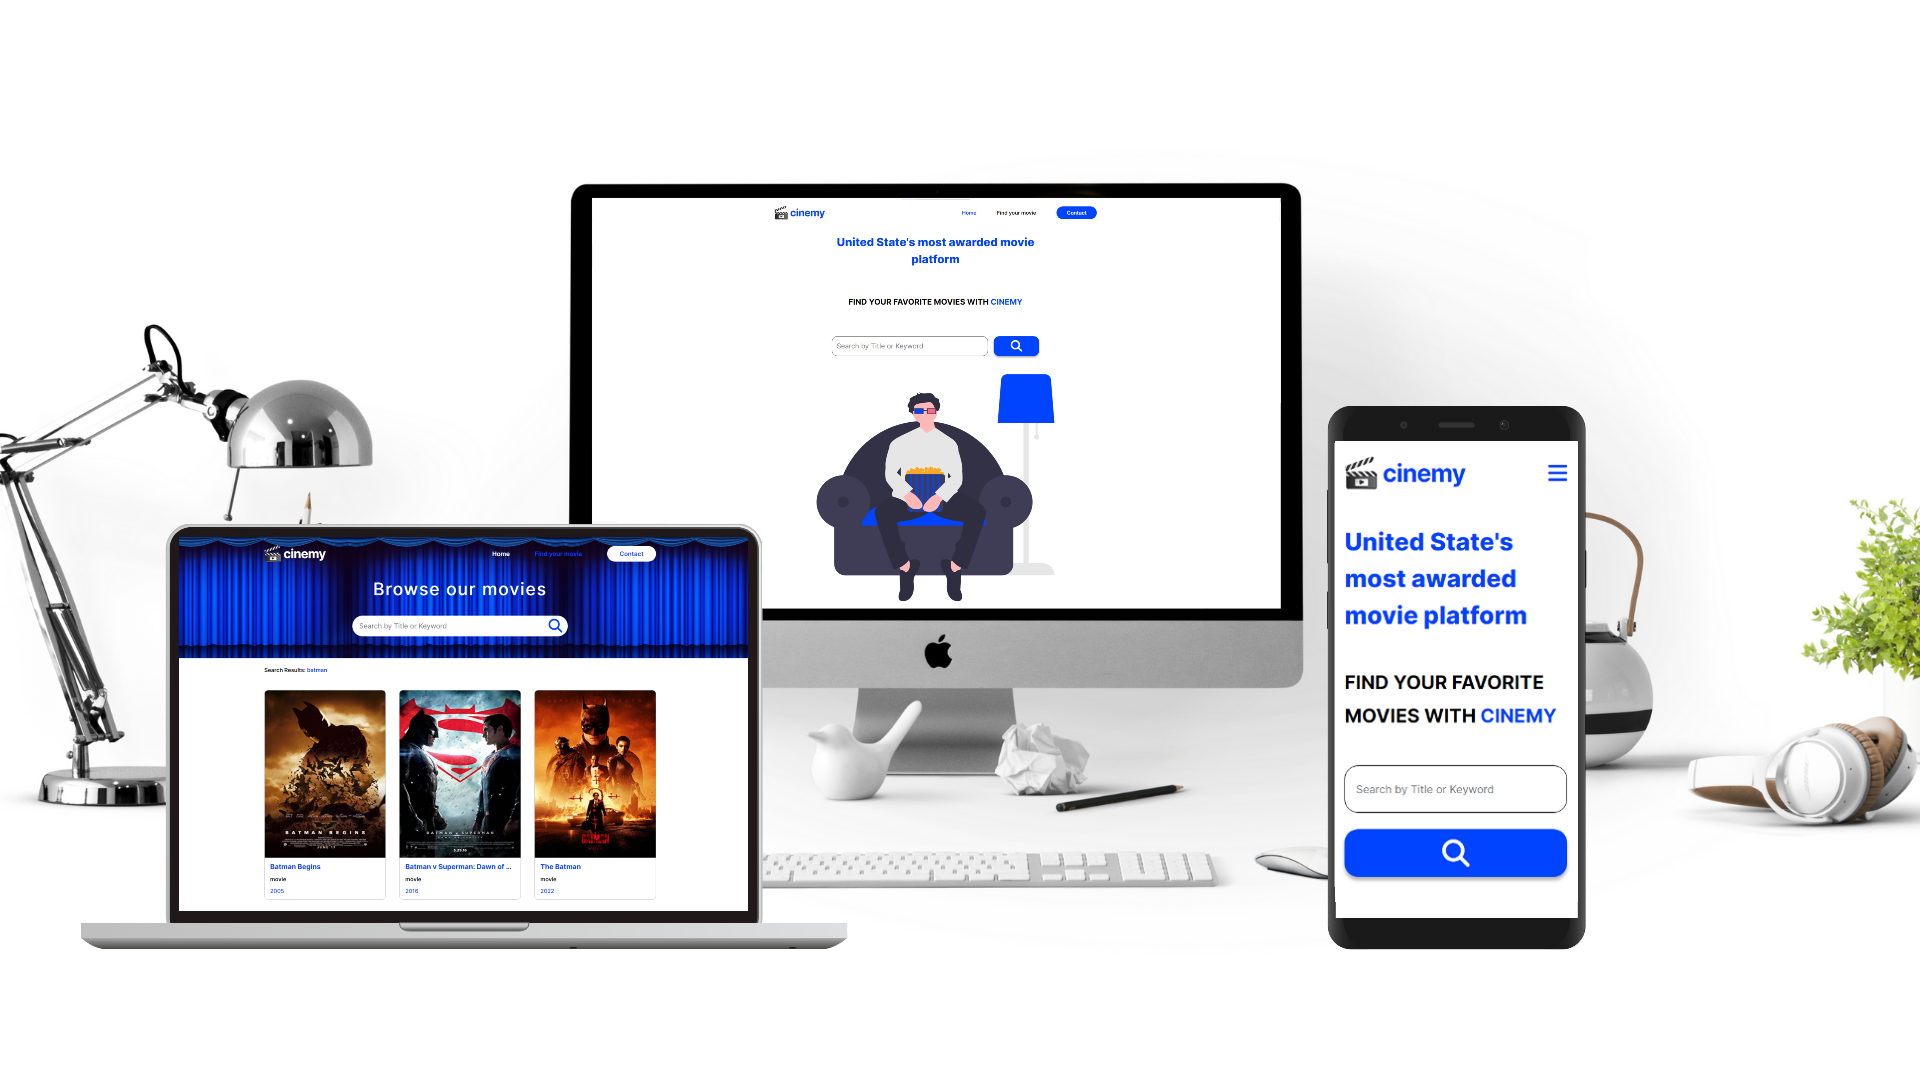 cinemy
Home
Find your movie
Contact
United State's most awarded movie
platform
FIND YOUR FAVORITE MOVIES WITH CINEMY
Search by Title or Keyword
cinemy
Home
Find your movie
Contact
Browse our movies
Search by Title or Keyword
Search Results: batman
BATMAN BEGINS
BATMAN v SUPERMAN
Batman Begins
movie
2005
Batman v Superman: Dawn of ...
movie
2016
The Batman
movie
2022
cinemy
United State's
most awarded
movie platform
FIND YOUR FAVORITE
MOVIES WITH CINEMY
Search by Title or Keyword